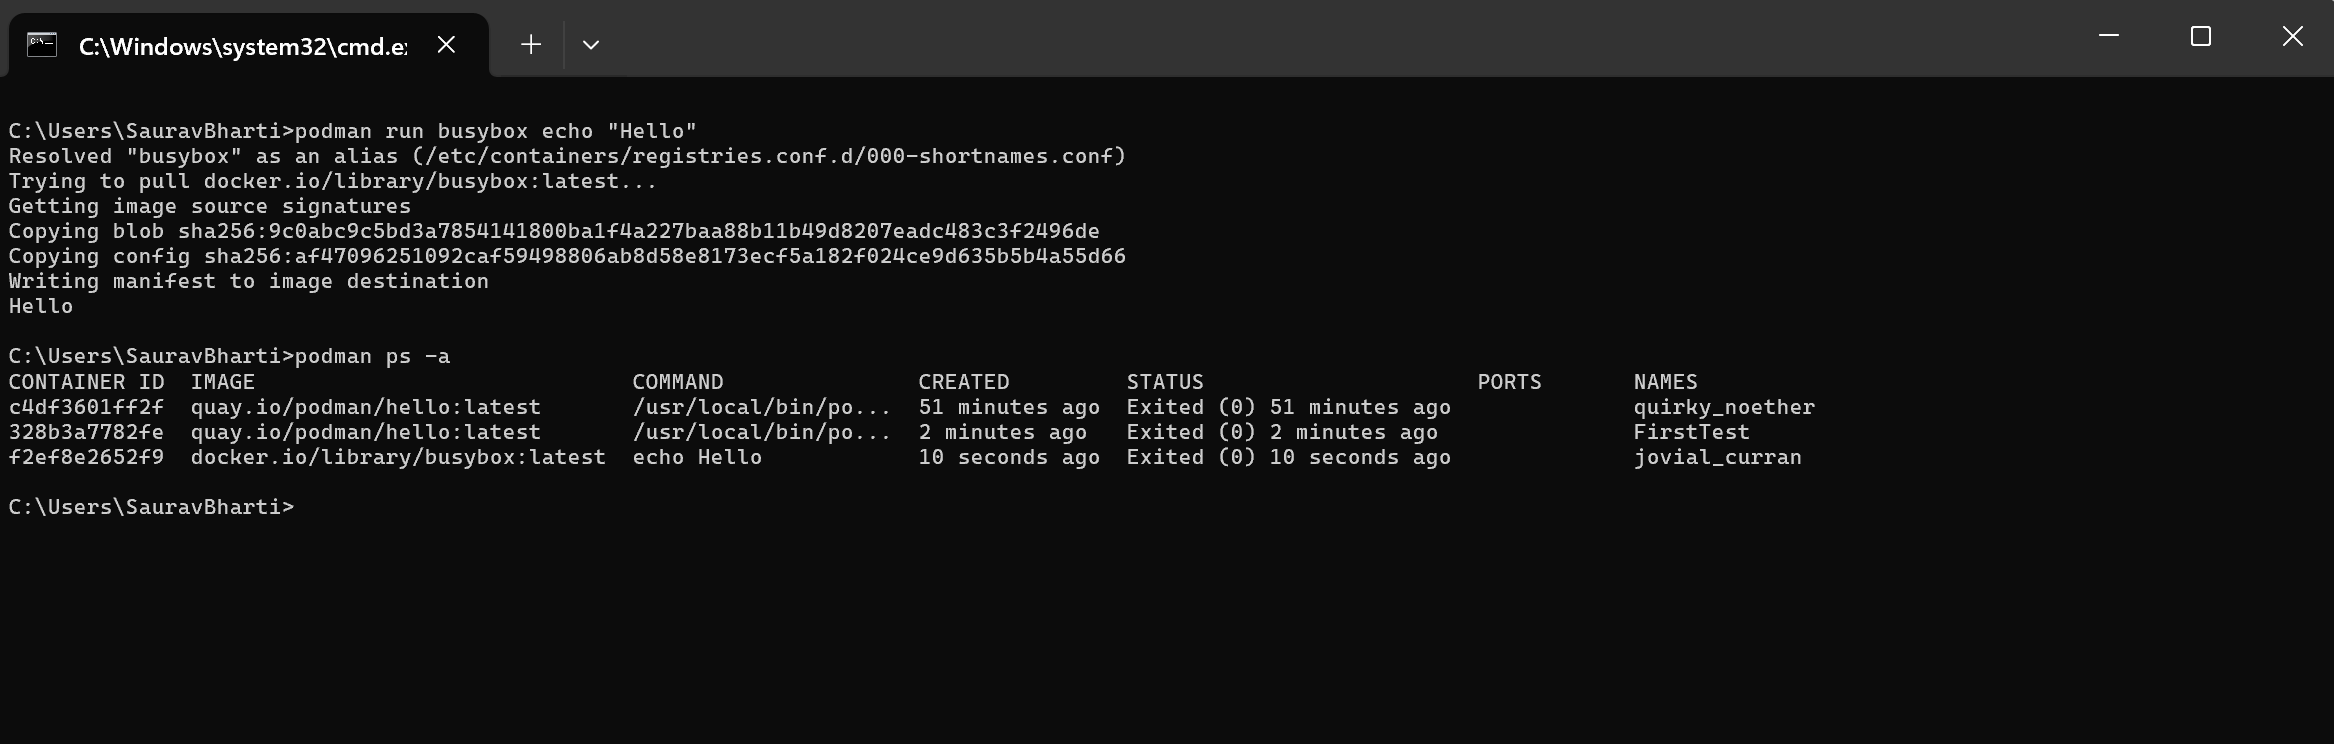 C:\Windows\system32\cmd.e
C:\Users\SauravBharti>podman run busybox echo "Hello"
Resolved "busybox" as an alias (/etc/containers/registries.conf.d/000-shortnames.conf)
Trying to pull docker.io/library/busybox:latest...
Getting image source signatures
Copying blob sha256:9c0abc9c5bd3a7854141800ba1f4a227baa88b11b49d8207eadc483c3f2496de
Copying config sha256:af47096251092caf59498806ab8d58e8173ecf5a182f024ce9d635b5b4a55d66
Writing manifest to image destination
Hello
C:\Users\SauravBharti>podman ps -a
CONTAINER ID  IMAGE                             COMMAND               CREATED         STATUS                     PORTS       NAMES
c4df3601ff2f  quay.io/podman/hello:latest       /usr/local/bin/po...  51 minutes ago  Exited (0) 51 minutes ago              quirky_noether
328b3a7782fe  quay.io/podman/hello:latest       /usr/local/bin/po...  2 minutes ago   Exited (0) 2 minutes ago               FirstTest
f2ef8e2652f9  docker.io/library/busybox:latest  echo Hello            10 seconds ago  Exited (0) 10 seconds ago              jovial_curran
C:\Users\SauravBharti>